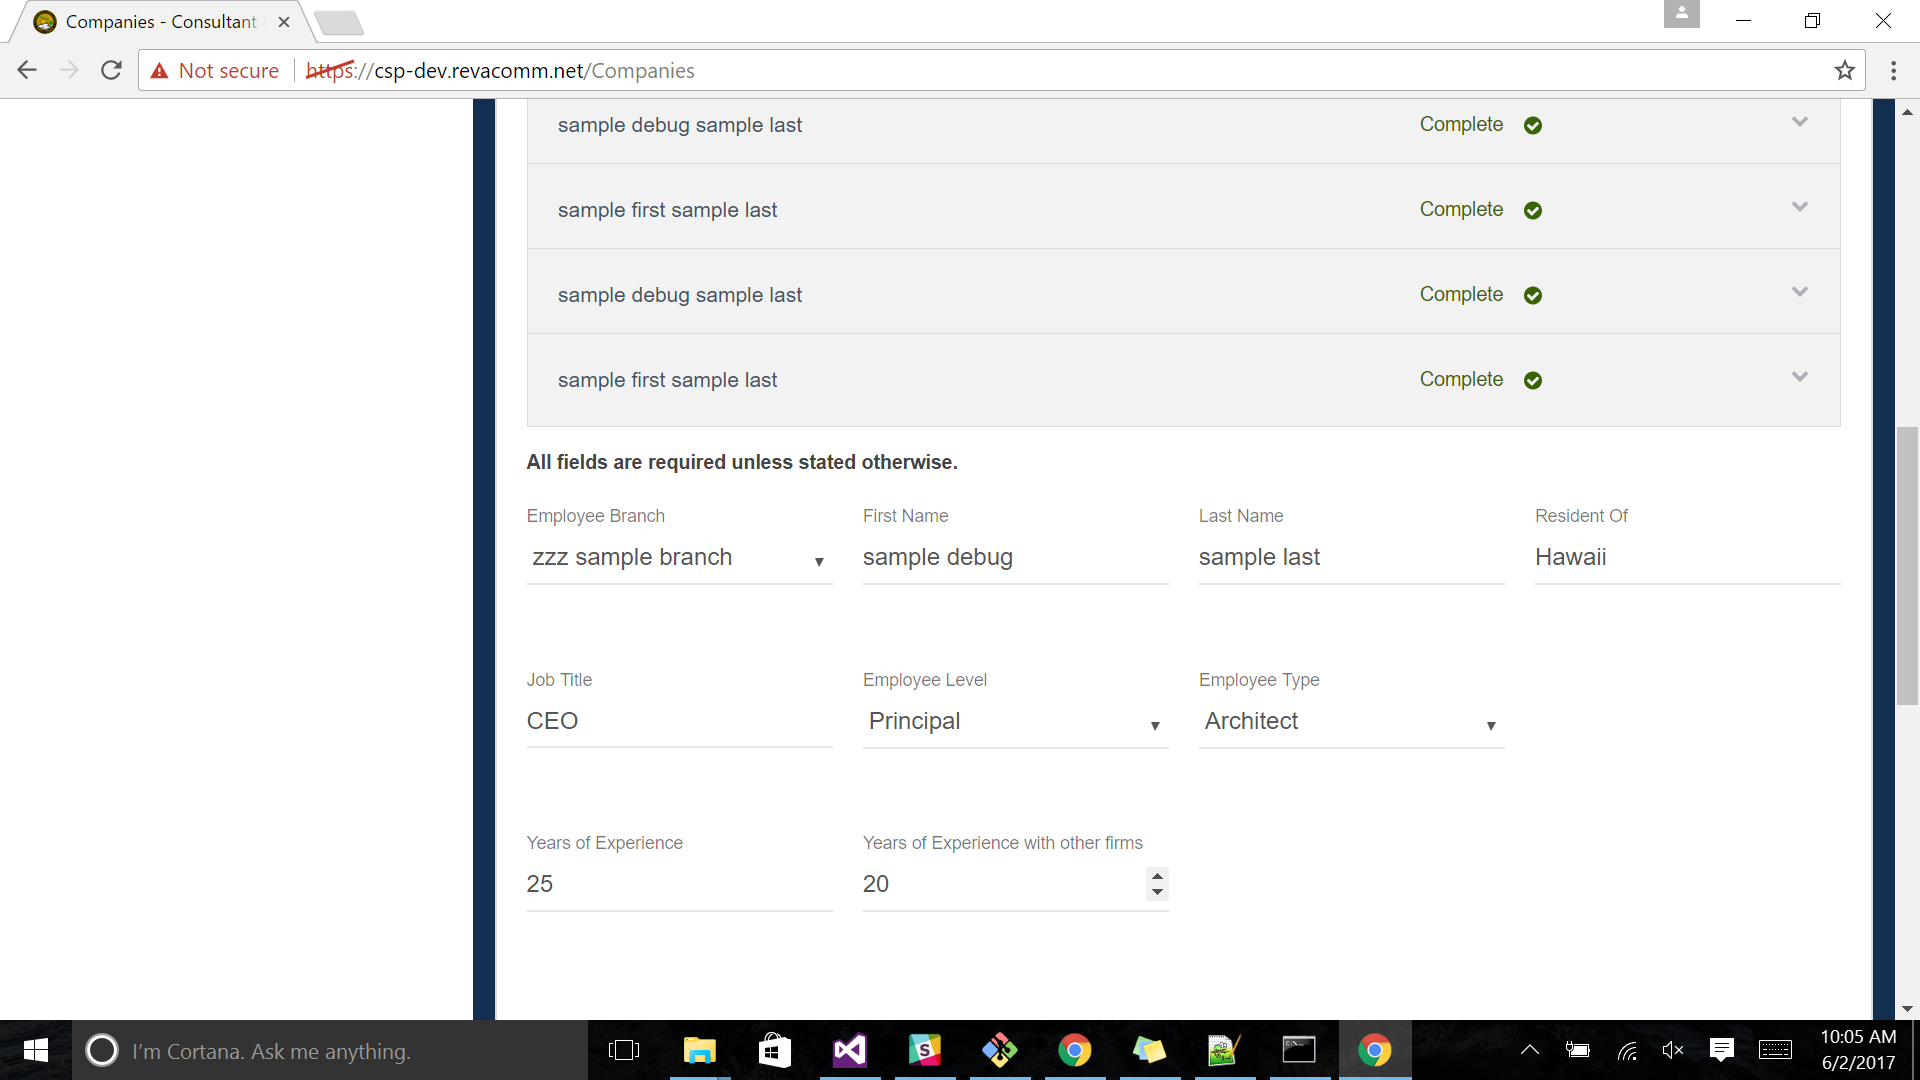 Companies - Consultant
Not secure https://csp-dev.revacomm.net/Companies
sample debug sample last Complete
sample first sample last Complete
sample debug sample last Complete
sample first sample last Complete
All fields are required unless stated otherwise.
Employee Branch First Name Last Name Resident Of
zzz sample branch sample debug sample last Hawaii
Job Title Employee Level Employee Type
CEO Principal Architect
Years of Experience Years of Experience with other firms
25 20
I'm Cortana. Ask me anything.
10:05 AM
6/2/2017